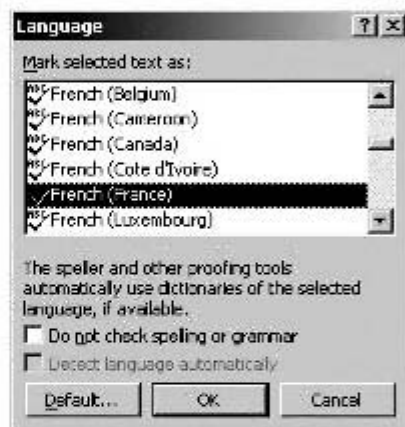 Language
Mark selected text as:
French (Belgium)
French (Cameroon)
French (Canada)
French (Cote d'Ivoire)
French (France)
French (Luxembourg)
The speller and other proofing tools
automatically use dictionaries of the selected
language, if available.
Do not check spelling or grammar
Detect language automatically
Default... OK Cancel